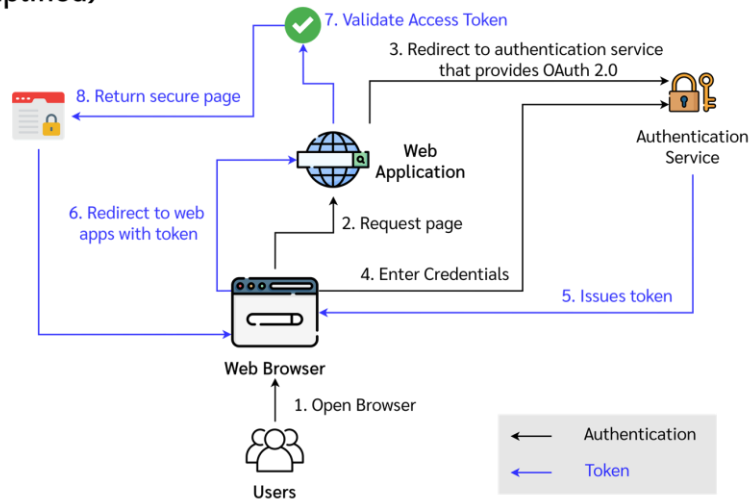 7. Validate Access Token
3. Redirect to authentication service
that provides OAuth 2.0
8. Return secure page
Authentication
Service
Web
Application
6. Redirect to web
apps with token
2. Request page
4. Enter Credentials
5. Issues token
Web Browser
1. Open Browser
Authentication
Token
Users